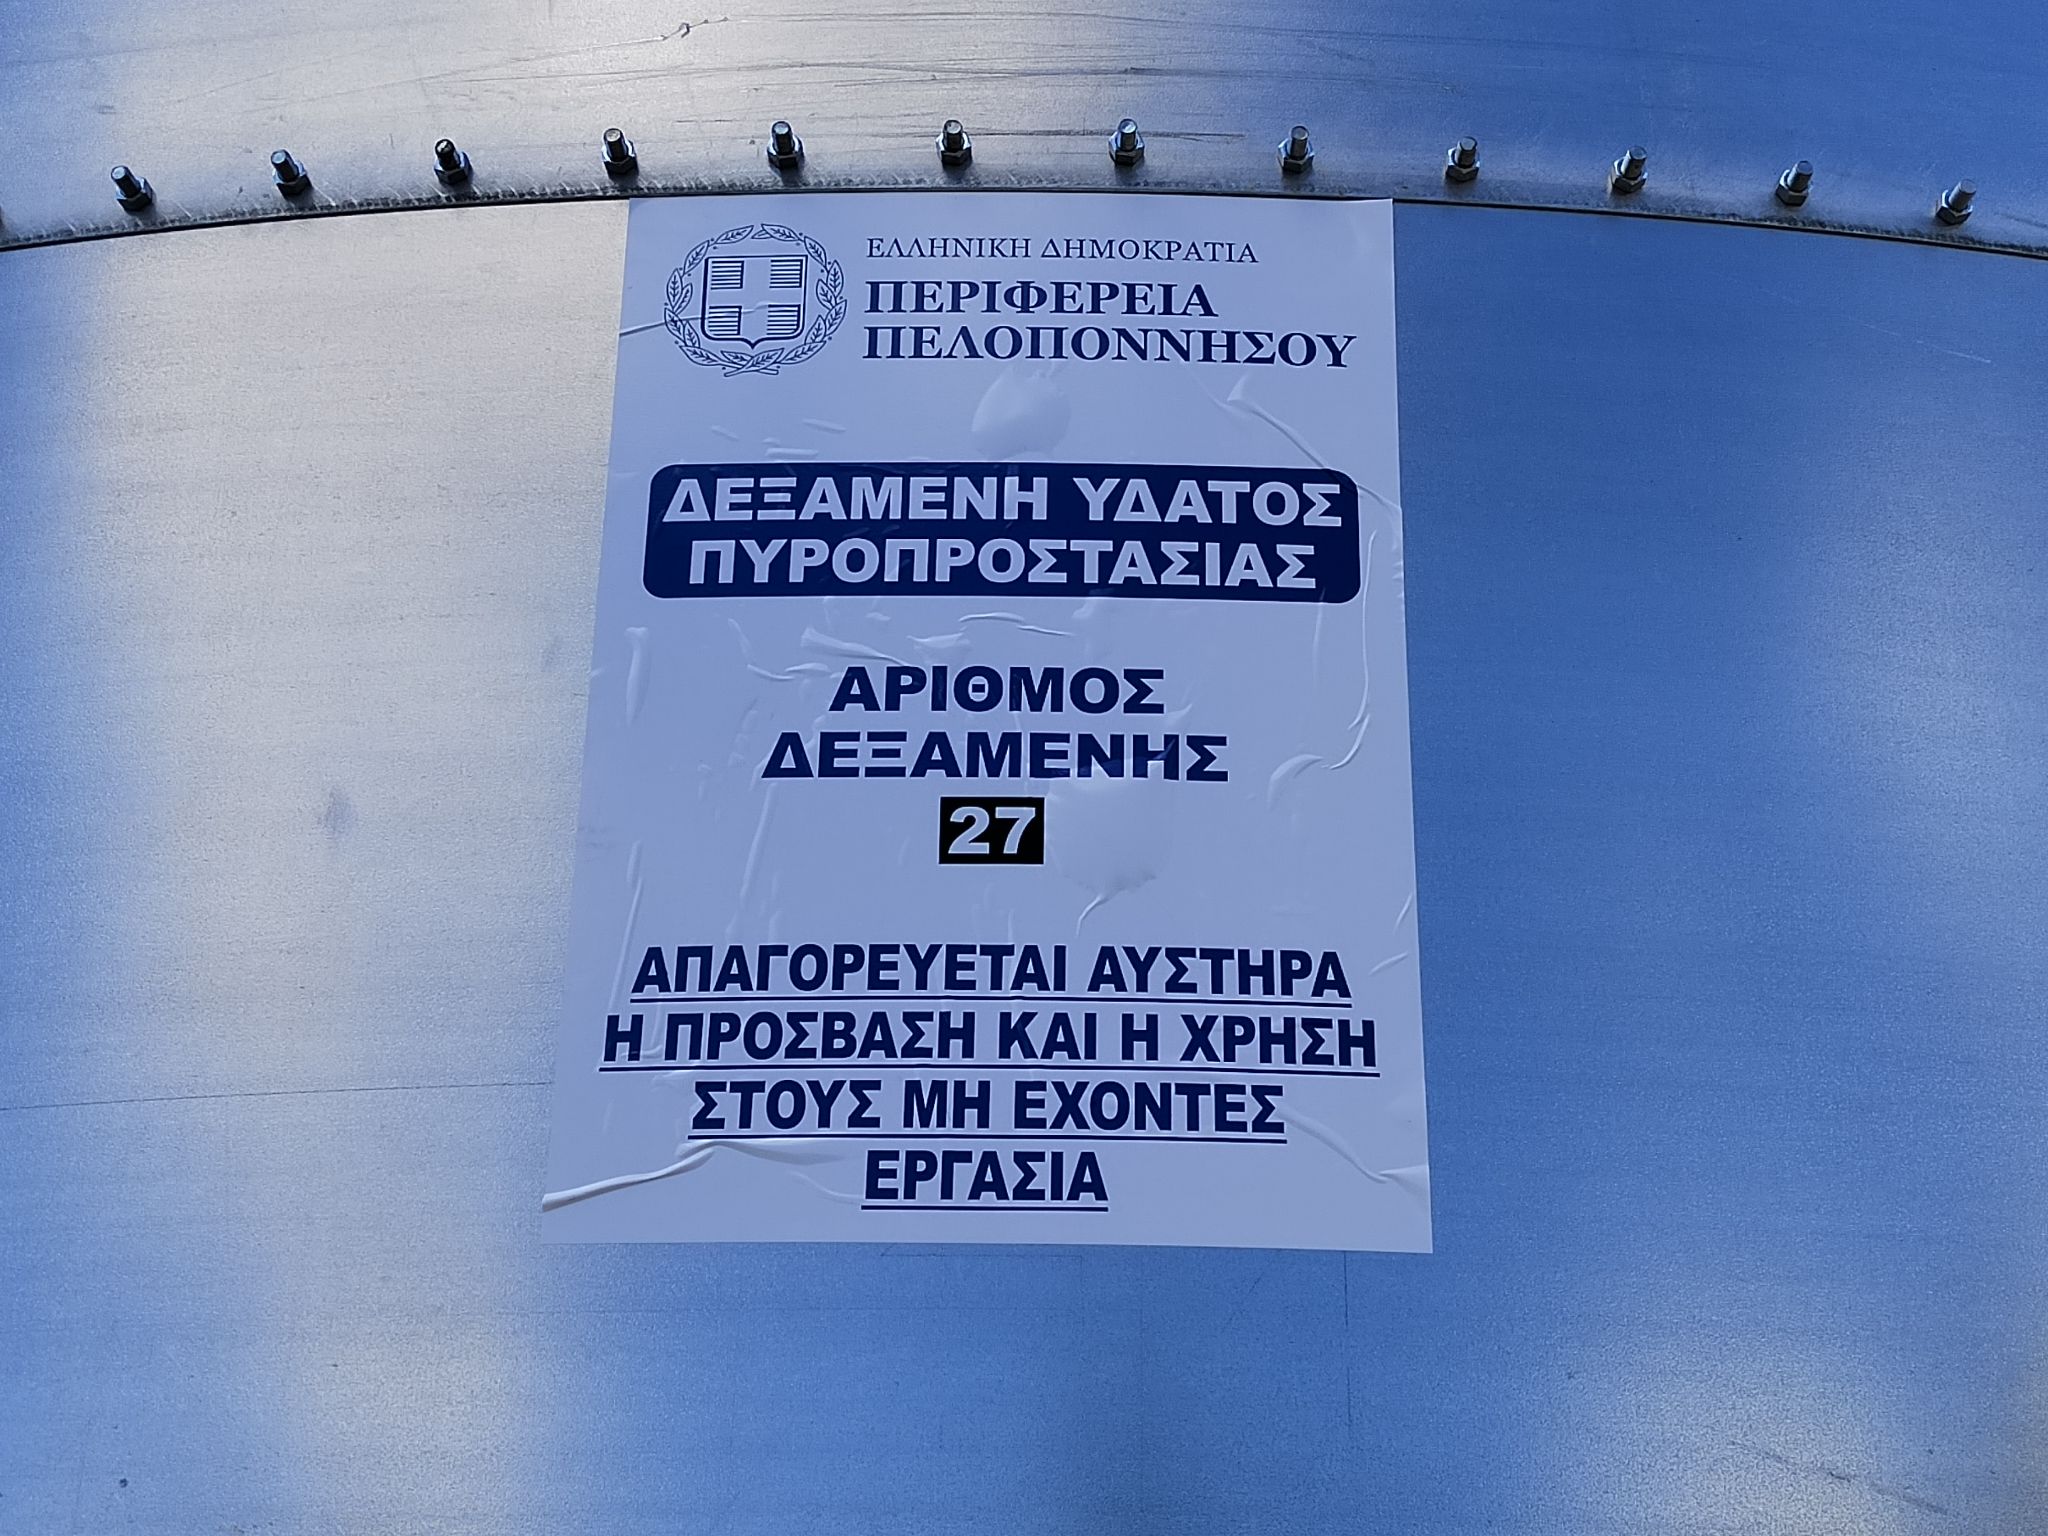 ΕΛΛΗΝΙΚΗ ΔΗΜΟΚΡΑΤΙΑ
ΠΕΡΙΦΕΡΕΙΑ
ΠΕΛΟΠΟΝΝΗΣΟΥ
ΔΕΞΑΜΕΝΗ ΥΔΑΤΟΣ
ΠΥΡΟΠΡΟΣΤΑΣΙΑΣ
ΑΡΙΘΜΟΣ
ΔΕΞΑΜΕΝΗΣ
27
ΑΠΑΓΟΡΕΥΕΤΑΙ ΑΥΣΤΗΡΑ
Η ΠΡΟΣΒΑΣΗ ΚΑΙ Η ΧΡΗΣΗ
ΣΤΟΥΣ ΜΗ ΕΧΟΝΤΕΣ
ΕΡΓΑΣΙΑ